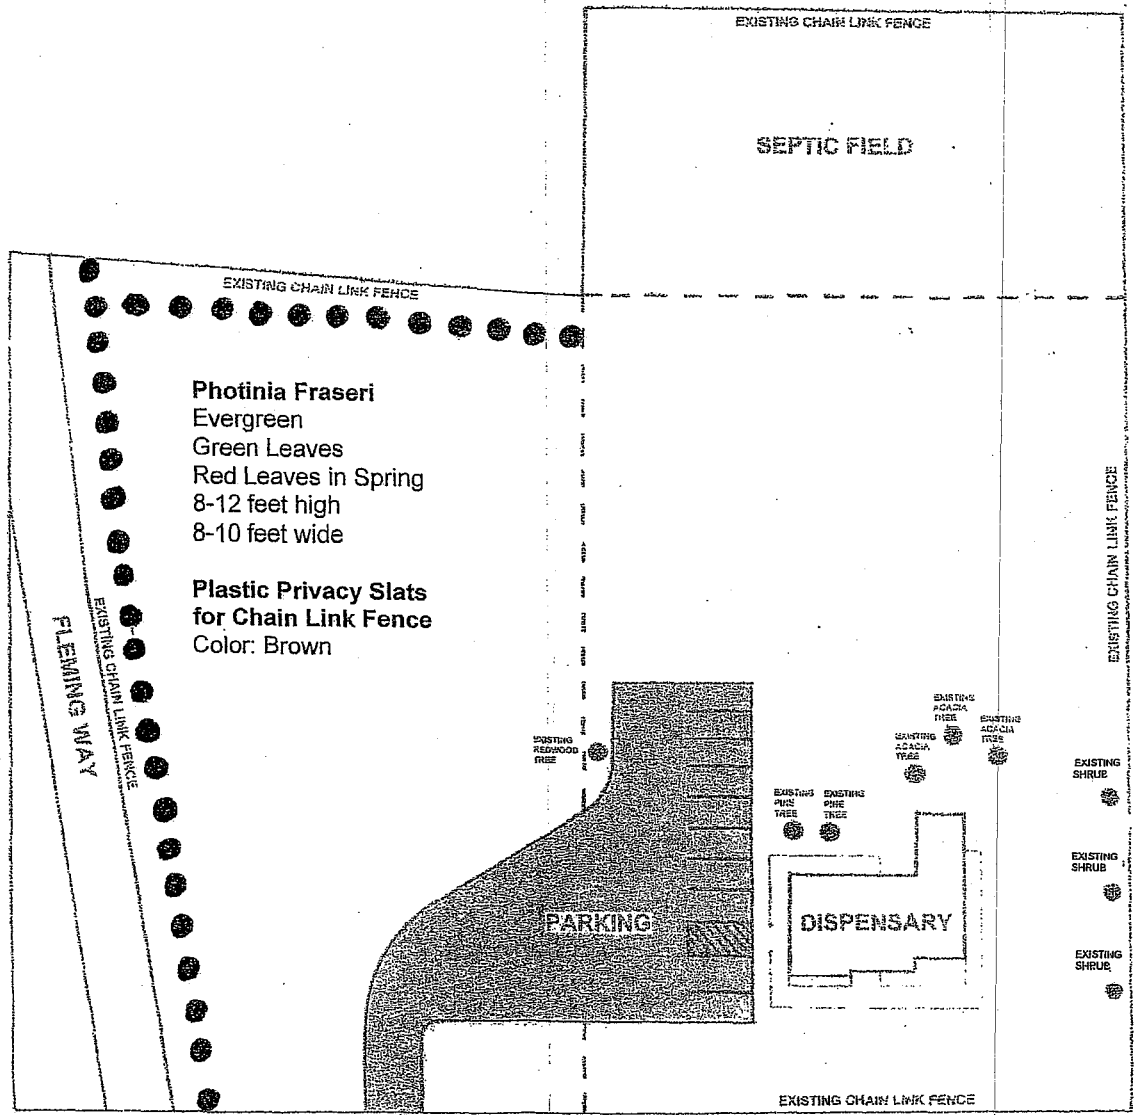 EXISTING CHAIN LINK FENCE
SEPTIC FIELD
EXISTING CHAIN LINK FENCE
Photinia Fraseri
Evergreen
Green Leaves
Red Leaves in Spring
8-12 feet high
8-10 feet wide
Plastic Privacy Slats
for Chain Link Fence
Color: Brown
FLEMING WAY
EXISTING CHAIN LINK FENCE
EXISTING CHAIN LINK FENCE
EXISTING
REDWOOD
TREE
EXISTING
ACACIA
TREE
EXISTING
ACACIA
TREE
EXISTING
ACACIA
TREE
EXISTING
PINE
TREE
EXISTING
PINE
TREE
EXISTING
SHRUB
EXISTING
SHRUB
EXISTING
SHRUB
PARKING
DISPENSARY
EXISTING CHAIN LINK FENCE